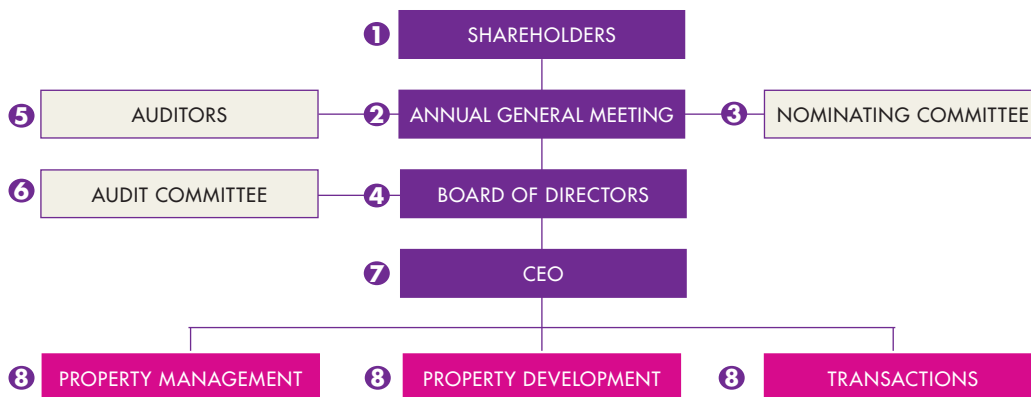 1 SHAREHOLDERS
5 AUDITORS 2 ANNUAL GENERAL MEETING 3 NOMINATING COMMITTEE
6 AUDIT COMMITTEE 4 BOARD OF DIRECTORS
7 CEO
8 PROPERTY MANAGEMENT 8 PROPERTY DEVELOPMENT 8 TRANSACTIONS